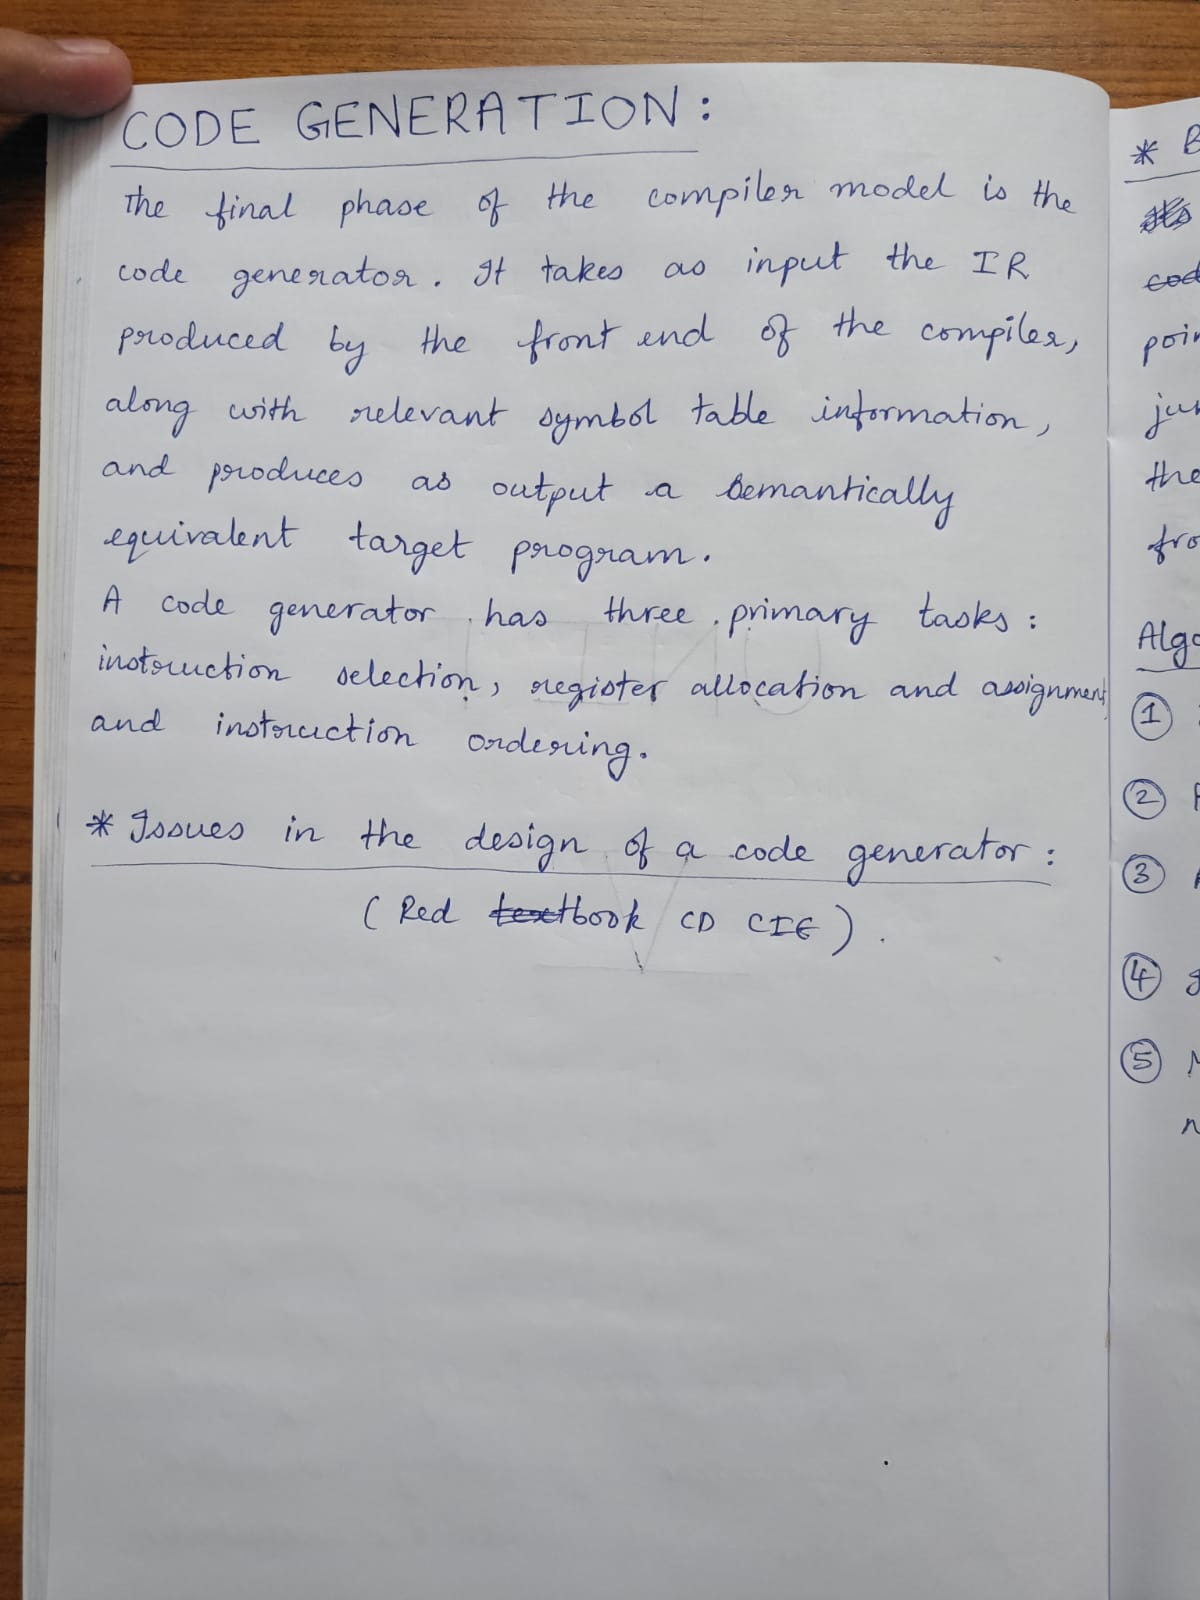 CODE GENERATION:
The final phase of the compiler model is the
code generator. It takes as input the IR
produced by the front end of the compiler,
along with relevant symbol table information,
and produces as output a semantically
equivalent target program.
A code generator has three primary tasks:
instruction selection, register allocation and assignment,
and instruction ordering.
* Issues in the design of a code generator:
(Red textbook CD CIE).
* B
cod
poin
jum
the
fro
Algo
1
2
3
4
5